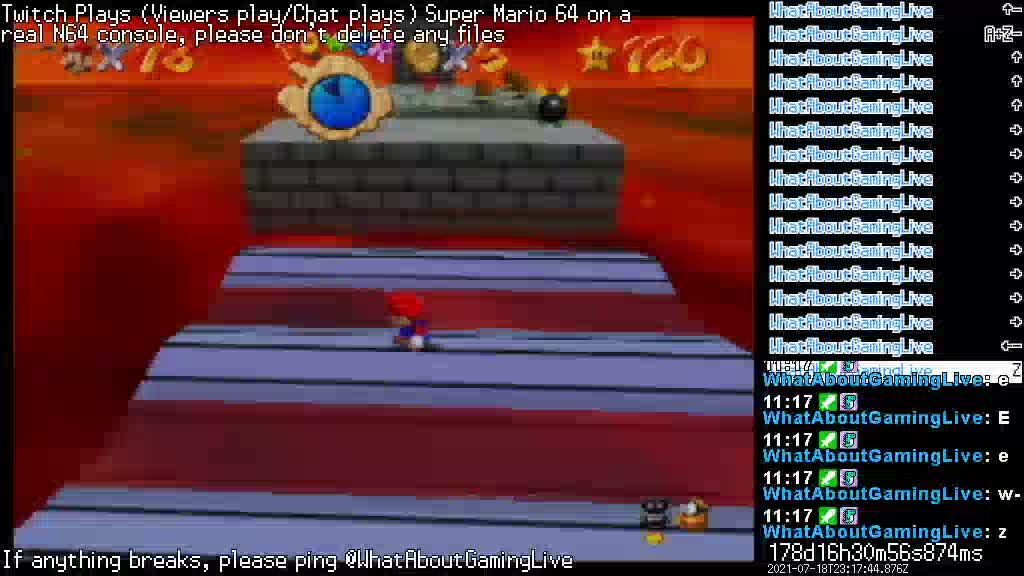 Twitch Plays (Viewers play/Chat plays) Super Mario 64 on a
real N64 console, please don't delete any files
120
WhatAboutGamingLive ↑-
WhatAboutGamingLive A+Z-
WhatAboutGamingLive ↑
WhatAboutGamingLive ↑
WhatAboutGamingLive ↑
WhatAboutGamingLive →
WhatAboutGamingLive →
WhatAboutGamingLive →
WhatAboutGamingLive →
WhatAboutGamingLive →
WhatAboutGamingLive →
WhatAboutGamingLive →
WhatAboutGamingLive →
WhatAboutGamingLive →
WhatAboutGamingLive ←-
Z
11:17
WhatAboutGamingLive: e
11:17
WhatAboutGamingLive: E
11:17
WhatAboutGamingLive: e
11:17
WhatAboutGamingLive: w-
11:17
WhatAboutGamingLive: z
If anything breaks, please ping @WhatAboutGamingLive
178d16h30m56s874ms
2021-07-18T23:17:44.876Z